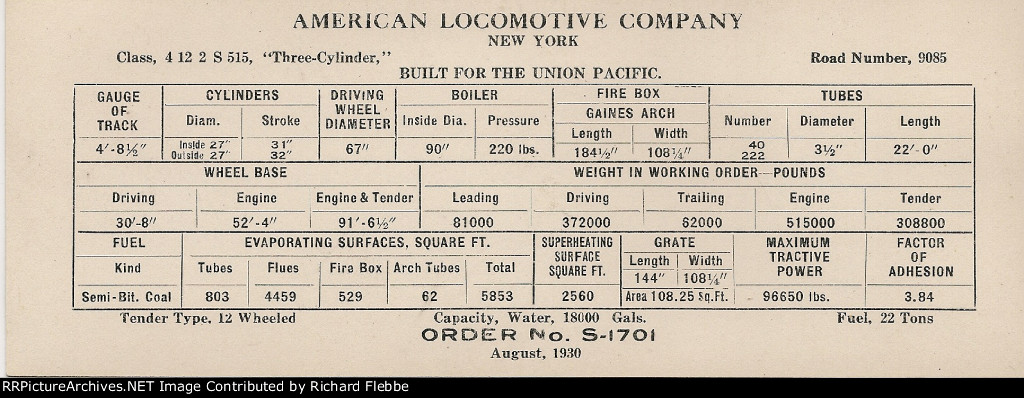 AMERICAN LOCOMOTIVE COMPANY
NEW YORK
Class, 4 12 2 S 515, "Three-Cylinder," Road Number, 9085
BUILT FOR THE UNION PACIFIC.
GAUGE OF TRACK CYLINDERS DRIVING WHEEL DIAMETER BOILER FIRE BOX TUBES
GAINES ARCH
Diam. Stroke Inside Dia. Pressure Length Width Number Diameter Length
4'-8½" Inside 27" Outside 27" 31" 32" 67" 90" 220 lbs. 184½" 108¼" 40 222 3½" 22'-0"
WHEEL BASE WEIGHT IN WORKING ORDER—POUNDS
Driving Engine Engine & Tender Leading Driving Trailing Engine Tender
30'-8" 52'-4" 91'-6½" 81000 372000 62000 515000 308800
FUEL EVAPORATING SURFACES, SQUARE FT. SUPERHEATING SURFACE SQUARE FT. GRATE MAXIMUM TRACTIVE POWER FACTOR OF ADHESION
Kind Tubes Flues Fire Box Arch Tubes Total Length Width
144" 108¼"
Semi-Bit. Coal 803 4459 529 62 5853 2560 Area 108.25 Sq.Ft. 96650 lbs. 3.84
Tender Type, 12 Wheeled Capacity, Water, 18000 Gals. Fuel, 22 Tons
ORDER No. S-1701
August, 1930
RRPictureArchives.NET Image Contributed by Richard Flebbe